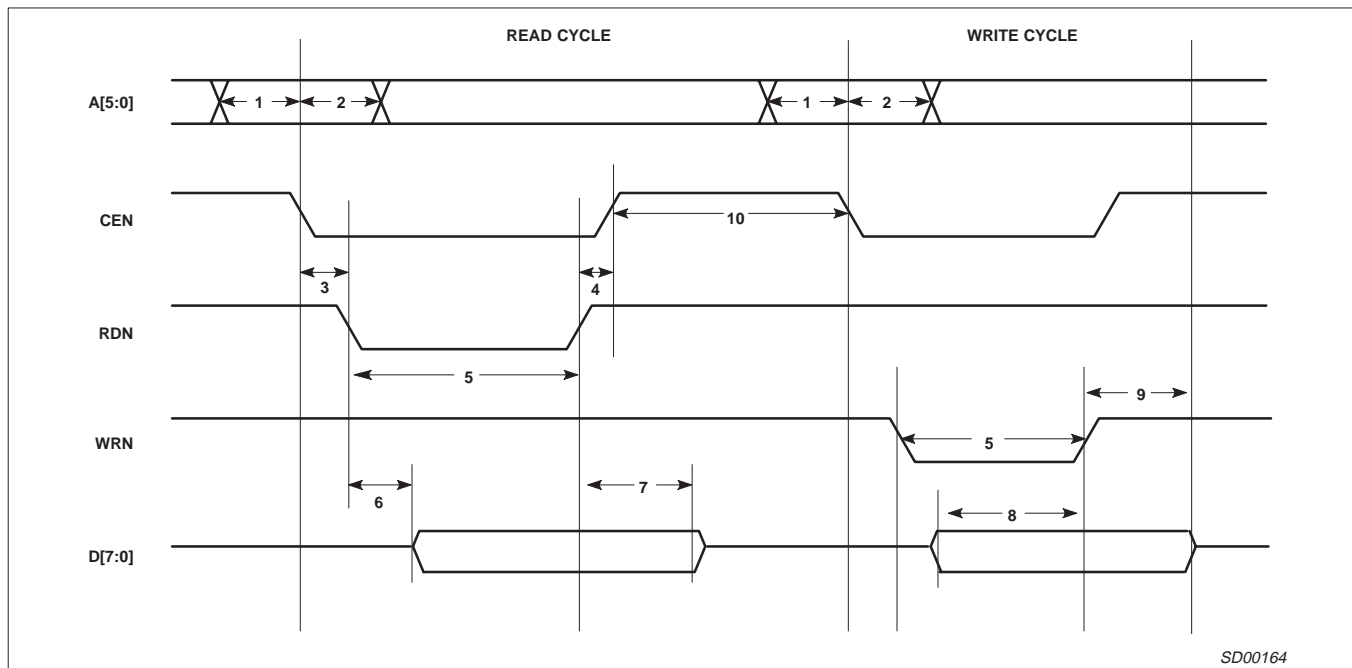 READ CYCLE WRITE CYCLE
A[5:0] 1 2 1 2
CEN 10
3 4
RDN
5
9
WRN 5
6 7
8
D[7:0]
SD00164